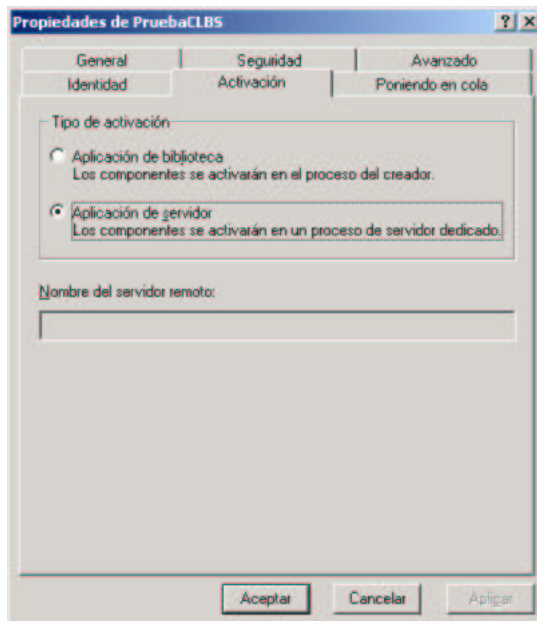 Propiedades de PruebaCLBS
General Seguridad Avanzado
Identidad Activación Poniendo en cola
Tipo de activación
Aplicación de biblioteca
Los componentes se activarán en el proceso del creador.
Aplicación de servidor
Los componentes se activarán en un proceso de servidor dedicado.
Nombre del servidor remoto:
Aceptar Cancelar Aplicar